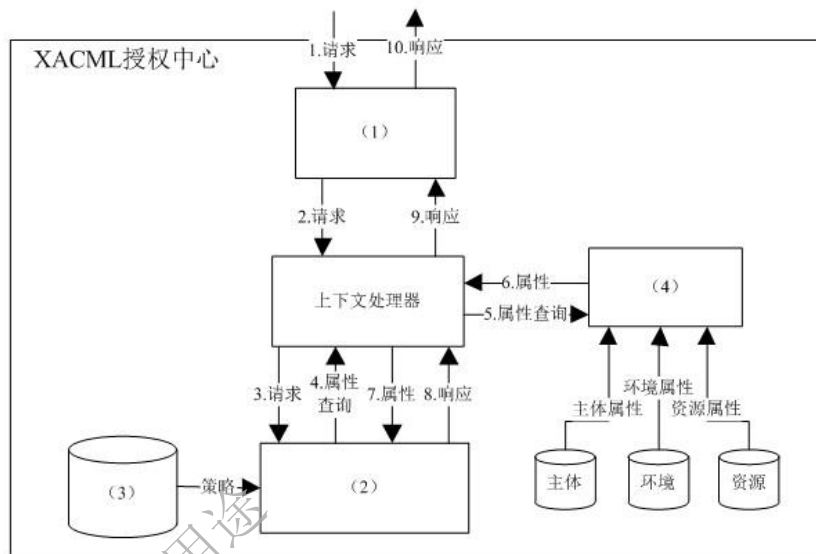 1.请求
10.响应
XACML授权中心
(1)
2.请求
9.响应
上下文处理器
6.属性
5.属性查询
(4)
3.请求
4.属性
查询
7.属性
8.响应
环境属性
主体属性
资源属性
(3)
策略
(2)
主体
环境
资源
用途